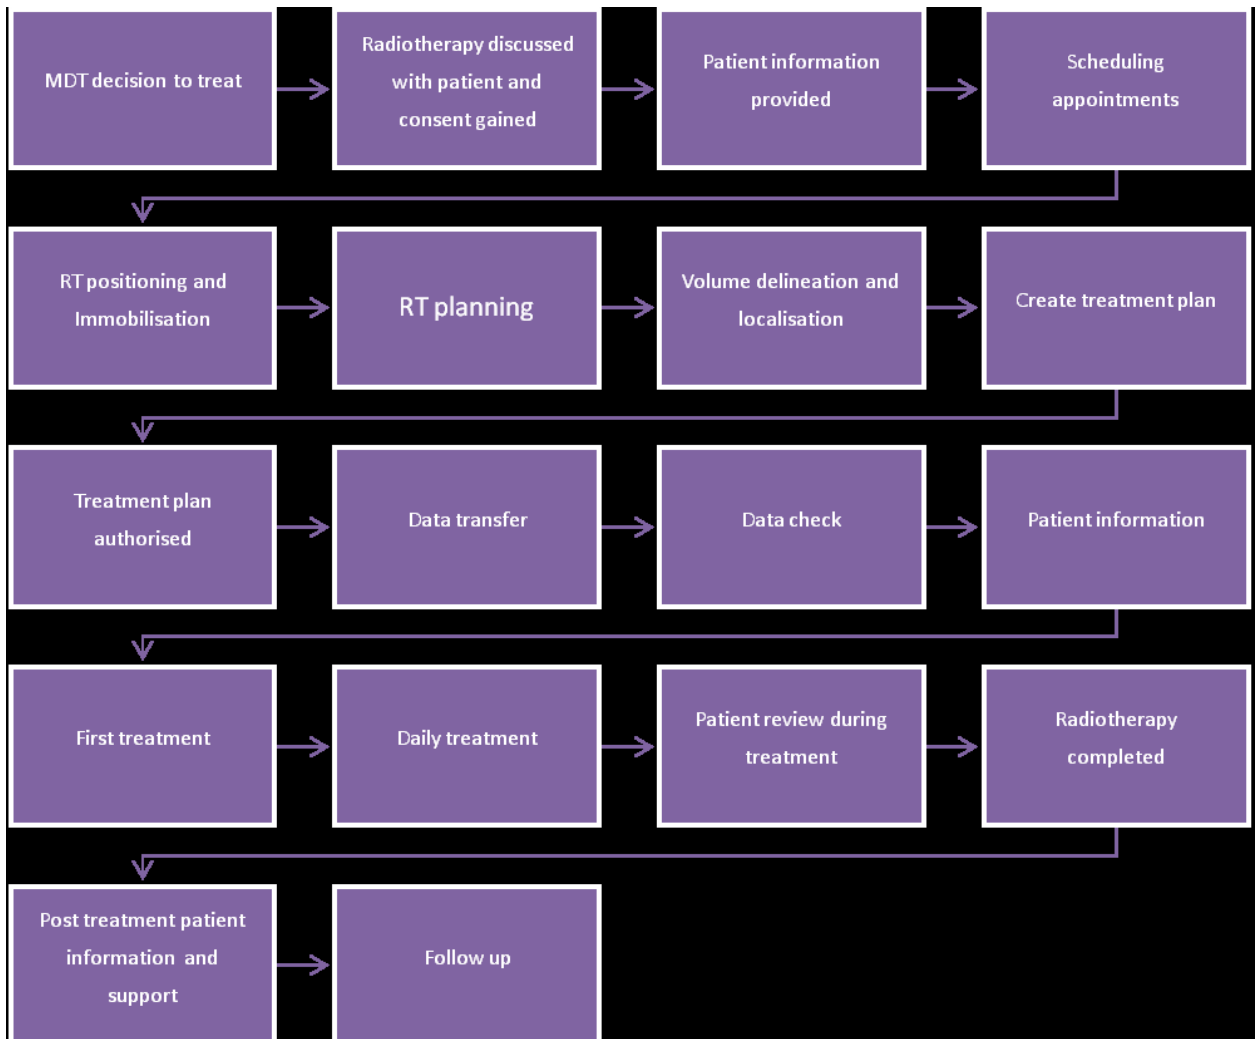 MDT decision to treat
Radiotherapy discussed
with patient and
consent gained
Patient information
provided
Scheduling
appointments
RT positioning and
Immobilisation
RT planning
Volume delineation and
localisation
Create treatment plan
Treatment plan
authorised
Data transfer
Data check
Patient information
First treatment
Daily treatment
Patient review during
treatment
Radiotherapy
completed
Post treatment patient
information and
support
Follow up